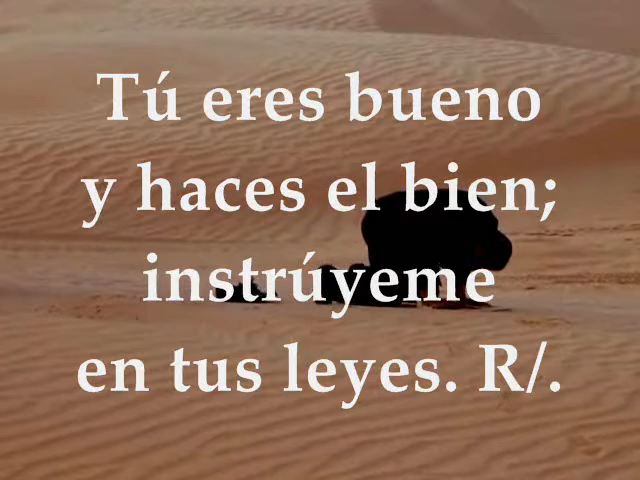 Tú eres bueno
y haces el bien;
instrúyeme
en tus leyes. R/.